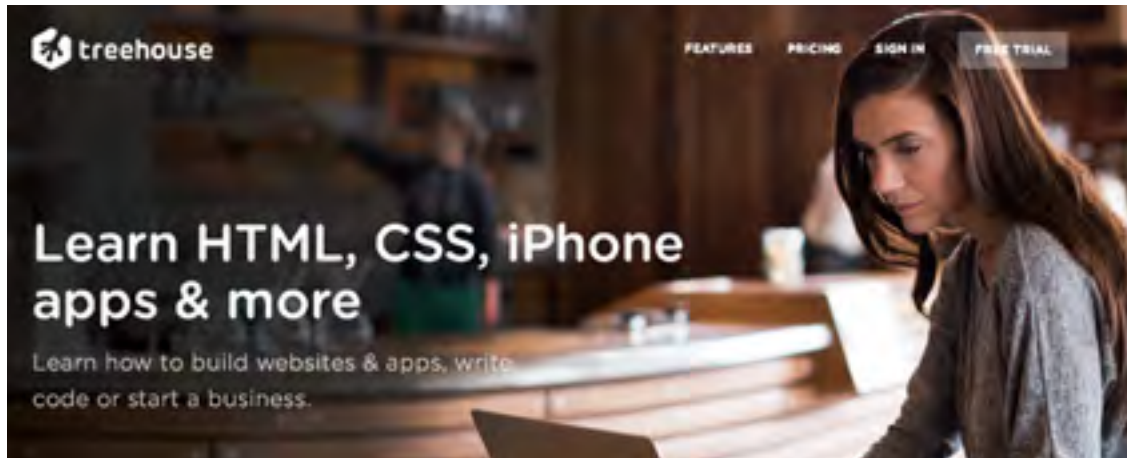 treehouse
FEATURES PRICING SIGN IN FREE TRIAL
Learn HTML, CSS, iPhone
apps & more
Learn how to build websites & apps, write
code or start a business.